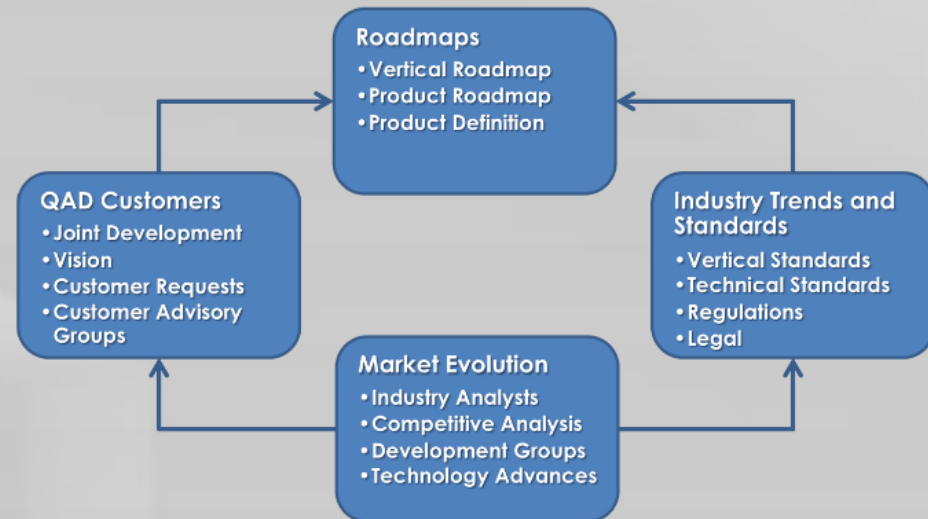 Roadmaps
•Vertical Roadmap
•Product Roadmap
•Product Definition
QAD Customers
•Joint Development
•Vision
•Customer Requests
•Customer Advisory
Groups
Industry Trends and
Standards
•Vertical Standards
•Technical Standards
•Regulations
•Legal
Market Evolution
•Industry Analysts
•Competitive Analysis
•Development Groups
•Technology Advances